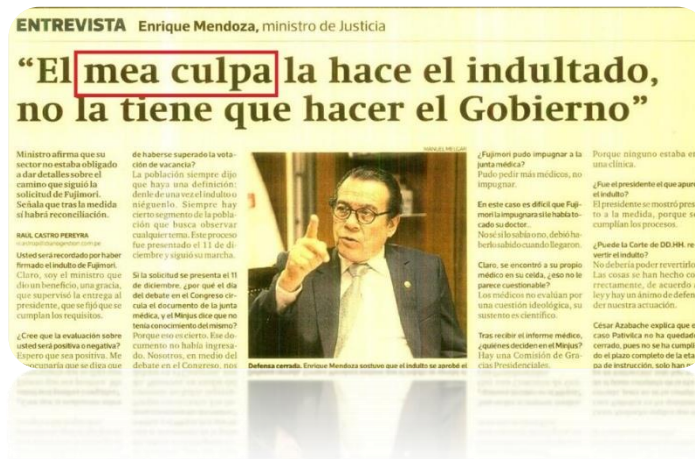 ENTREVISTA Enrique Mendoza, ministro de Justicia
“El mea culpa la hace el indultado,
no la tiene que hacer el Gobierno”
Ministro afirma que su
sector no estaba obligado
a dar detalles sobre el
camino que siguió la
solicitud de Fujimori.
Señala que tras la medida
sí habrá reconciliación.
RAÚL CASTRO PEREYRA
Usted será recordado por haber
firmado el indulto de Fujimori.
Claro, soy el ministro que
dio un beneficio, una gracia,
que supervisó la entrega al
presidente, que se fijó que se
cumplan los requisitos.
¿Cree que la evaluación sobre
usted será positiva o negativa?
Espero que sea positiva. Me
preocuparía que se diga que
de haberse superado la vota-
ción de vacancia?
La población siempre dijo
que haya una definición:
denle de una vez el indulto o
niéguenlo. Siempre hay
cierto segmento de la pobla-
ción que busca observar
cualquier tema. Este proceso
fue presentado el 11 de di-
ciembre y siguió su marcha.
Si la solicitud se presenta el 11
de diciembre, ¿por qué el día
del debate en el Congreso cir-
cula el documento de la junta
médica, y el Minjus dice que no
tenía conocimiento del mismo?
Porque eso es cierto. Ese do-
cumento no había ingresa-
do. Nosotros, en medio del
debate en el Congreso, nos
MANUEL MELGAR
Defensa cerrada. Enrique Mendoza sostuvo que el indulto se aprobó el
¿Fujimori pudo impugnar a la
junta médica?
Pudo pedir más médicos, no
impugnar.
En este caso es difícil que Fuji-
mori la impugnara si le había to-
cado su doctor.
No sé si lo sabía o no, debió ha-
berlo sabido cuando llegaron.
Claro, se encontró a su propio
médico en su celda, ¿eso no le
parece cuestionable?
Los médicos no evalúan por
una cuestión ideológica, su
sustento es científico.
Tras recibir el informe médico,
¿quiénes deciden en el Minjus?
Hay una Comisión de Gra-
cias Presidenciales.
Porque ninguno estaba en
una clínica.
¿Fue el presidente el que apuró
el indulto?
El presidente se mostró pres-
to a la medida, porque se
cumplían los procesos.
¿Puede la Corte de DD.HH. re-
vertir el indulto?
No debería poder revertirlo.
Las cosas se han hecho co-
rrectamente, de acuerdo a
ley y hay un ánimo de defen-
der nuestra actuación.
César Azabache explica que el
caso Pativilca no ha quedado
cerrado, pues no se ha cumpli-
do el plazo completo de la eta-
pa de instrucción, solo han